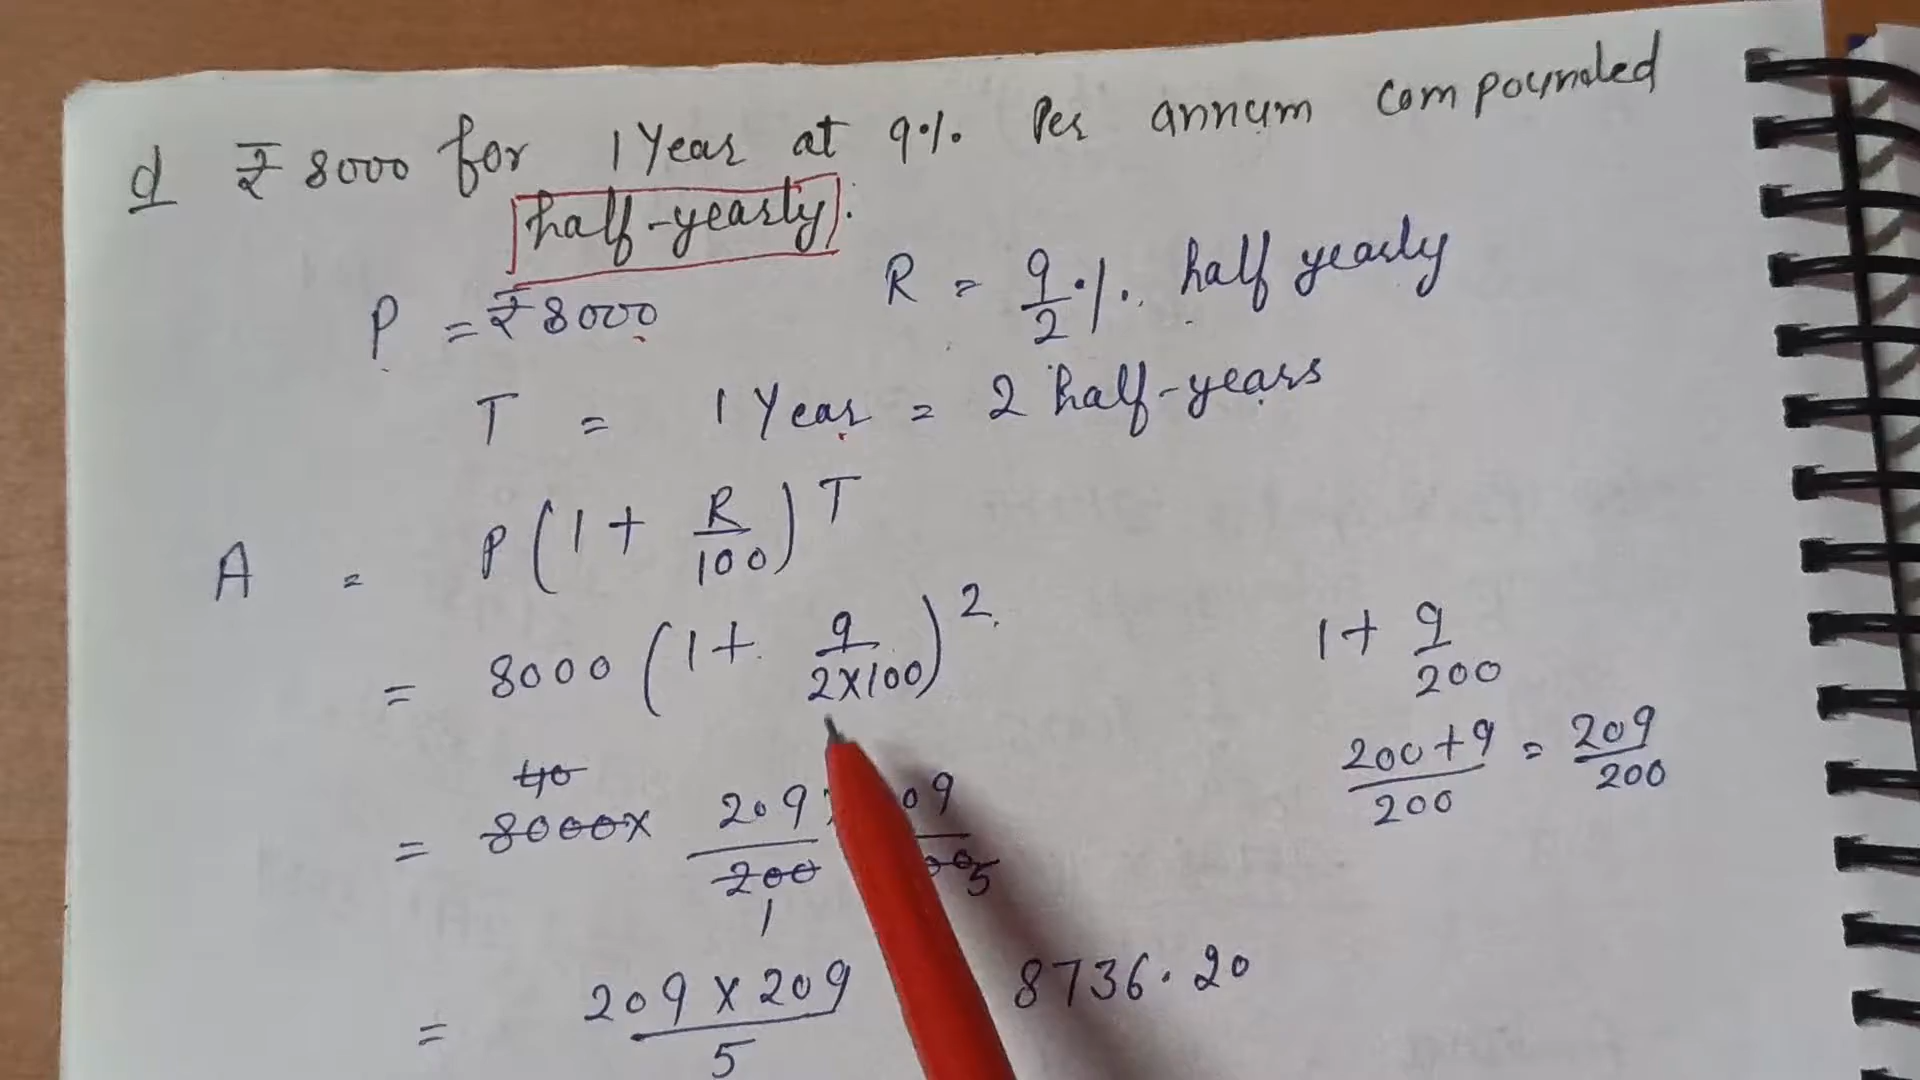 d ₹ 8000 for 1 Year at 9% Per annum compounded
half-yearly.
P = ₹ 8000 R = 9/2 % half yearly
T = 1 Year = 2 half-years
A = P(1 + R/100)^T
= 8000 (1 + 9/(2×100))^2
1 + 9/200
(200+9)/200 = 209/200
40
= 8000 × 209/200 09
1 5
= (209 × 209)/5 8736.20